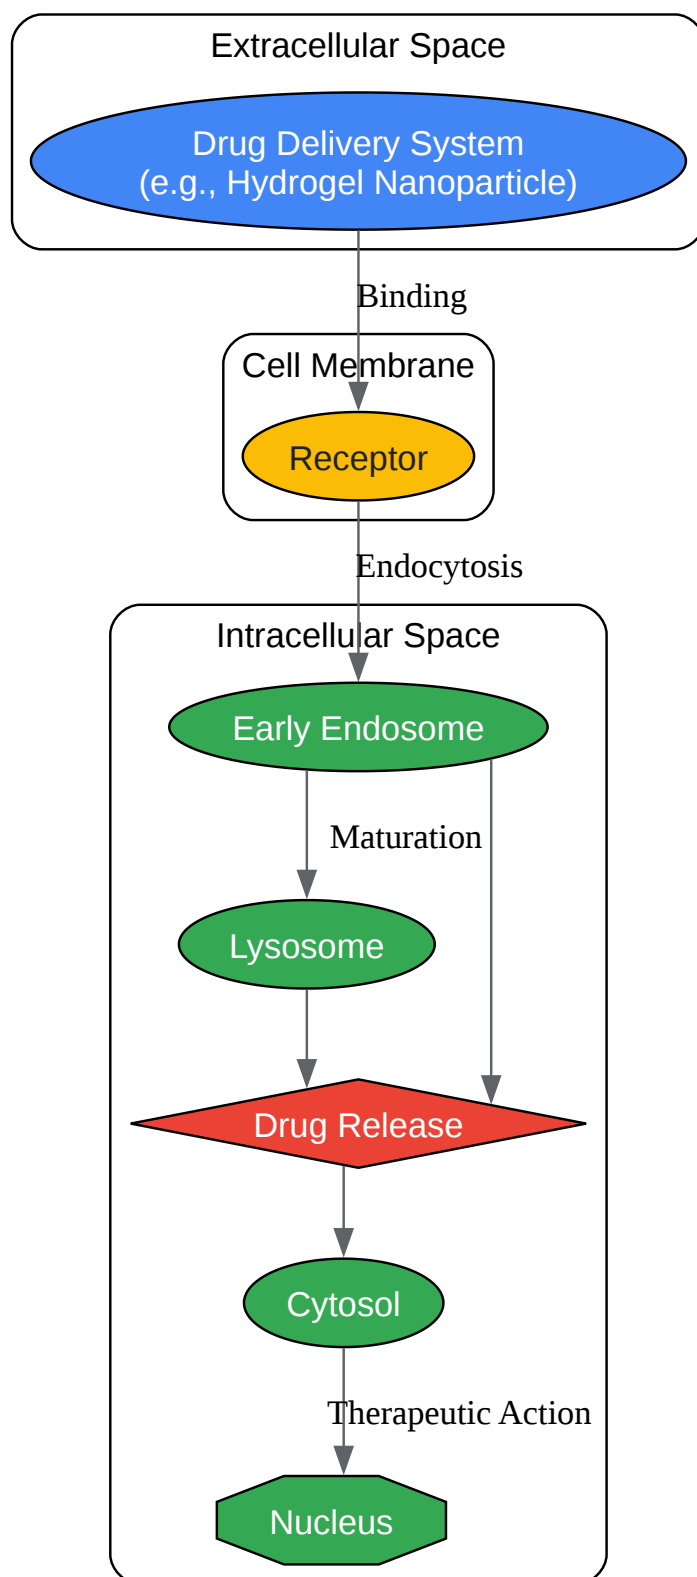 Extracellular Space
Drug Delivery System
(e.g., Hydrogel Nanoparticle)
Binding
Cell Membrane
Receptor
Endocytosis
Intracellular Space
Early Endosome
Maturation
Lysosome
Drug Release
Cytosol
Therapeutic Action
Nucleus